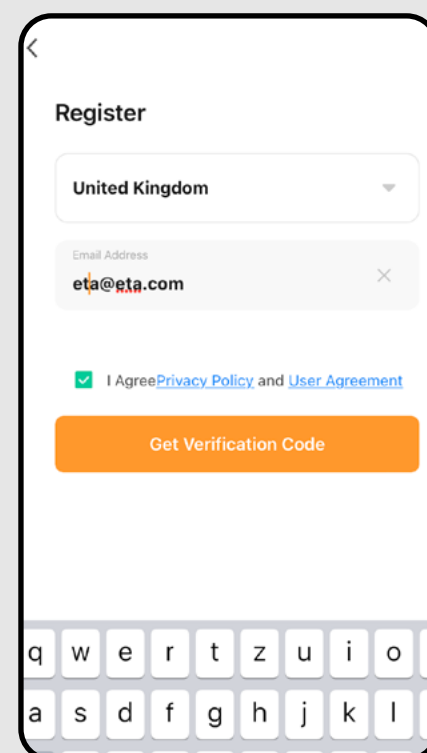 Register
United Kingdom
Email Address
eta@eta.com
I AgreePrivacy Policy and User Agreement
Get Verification Code
q w e r t z u i o
a s d f g h j k l